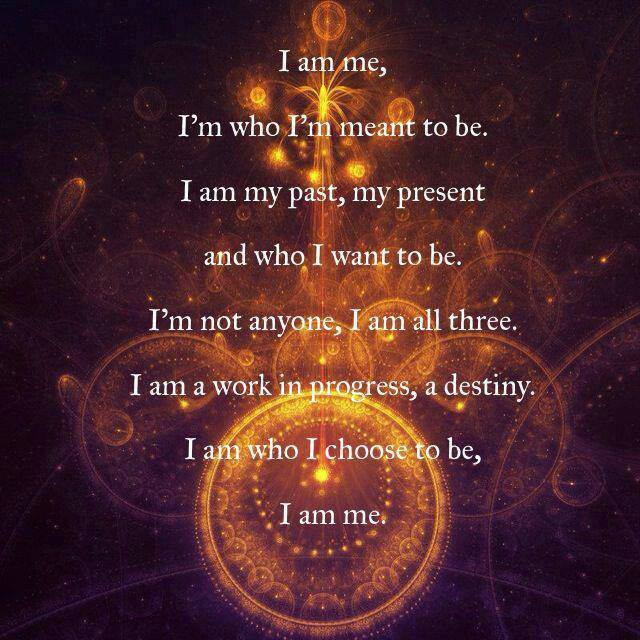 I am me,
I'm who I'm meant to be.
I am my past, my present
and who I want to be.
I'm not anyone, I am all three.
I am a work in progress, a destiny.
I am who I choose to be,
I am me.